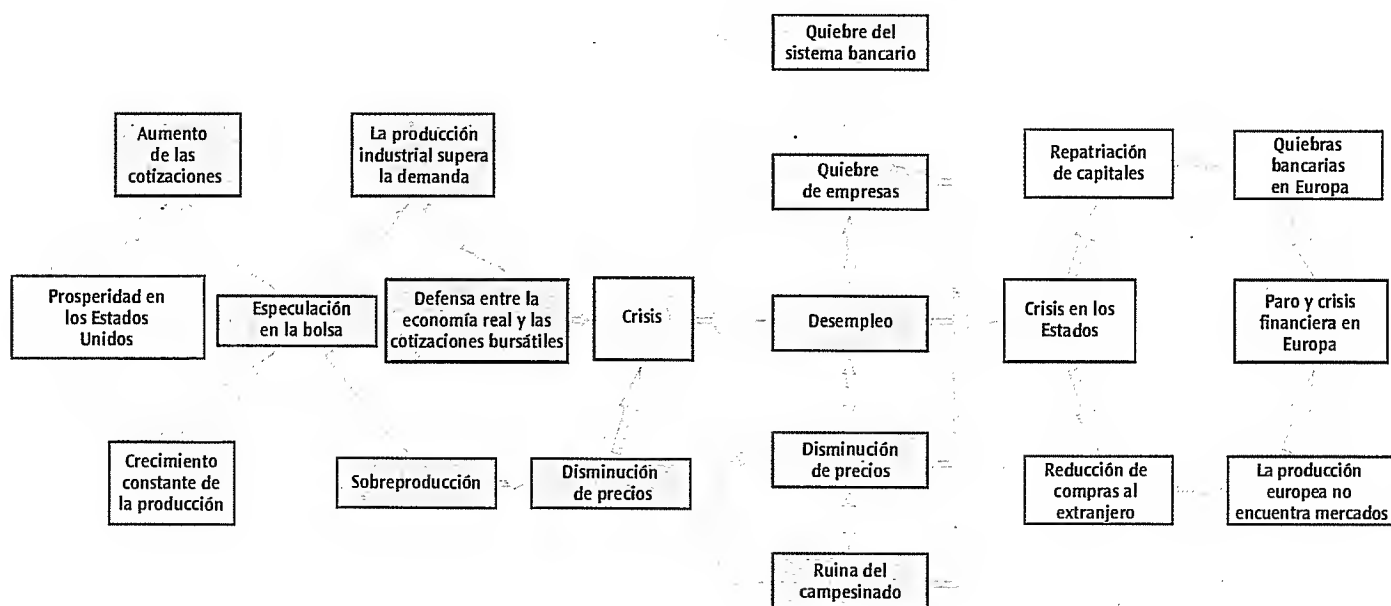 Quiebre del
sistema bancario
Aumento
de las
cotizaciones
La producción
industrial supera
la demanda
Quiebre
de empresas
Repatriación
de capitales
Quiebras
bancarias
en Europa
Prosperidad en
los Estados
Unidos
Especulación
en la bolsa
Defensa entre la
economía real y las
cotizaciones bursátiles
Crisis
Desempleo
Crisis en los
Estados
Paro y crisis
financiera en
Europa
Crecimiento
constante de
la producción
Sobreproducción
Disminución
de precios
Disminución
de precios
Reducción de
compras al
extranjero
La producción
europea no
encuentra mercados
Ruina del
campesinado